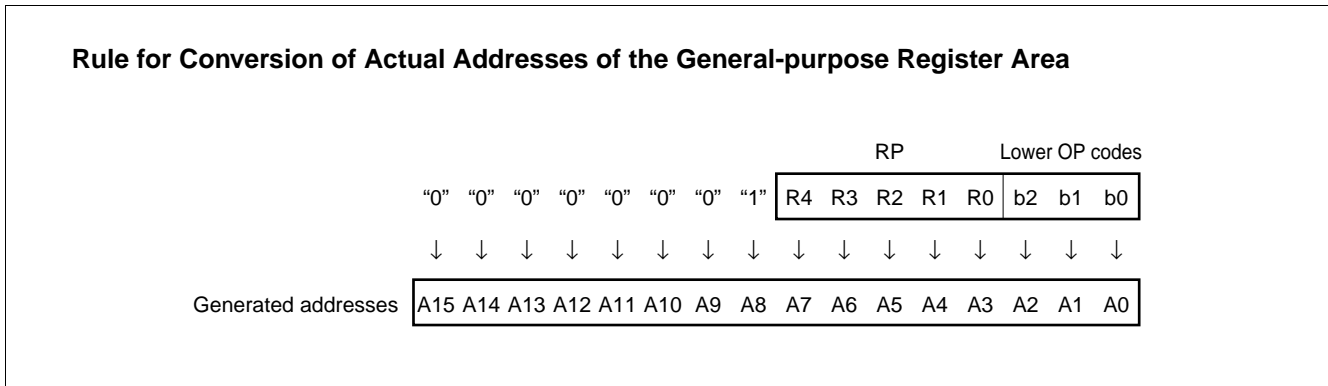 Rule for Conversion of Actual Addresses of the General-purpose Register Area
RP Lower OP codes
“0” “0” “0” “0” “0” “0” “0” “1” R4 R3 R2 R1 R0 b2 b1 b0
↓ ↓ ↓ ↓ ↓ ↓ ↓ ↓ ↓ ↓ ↓ ↓ ↓ ↓ ↓ ↓
Generated addresses A15 A14 A13 A12 A11 A10 A9 A8 A7 A6 A5 A4 A3 A2 A1 A0